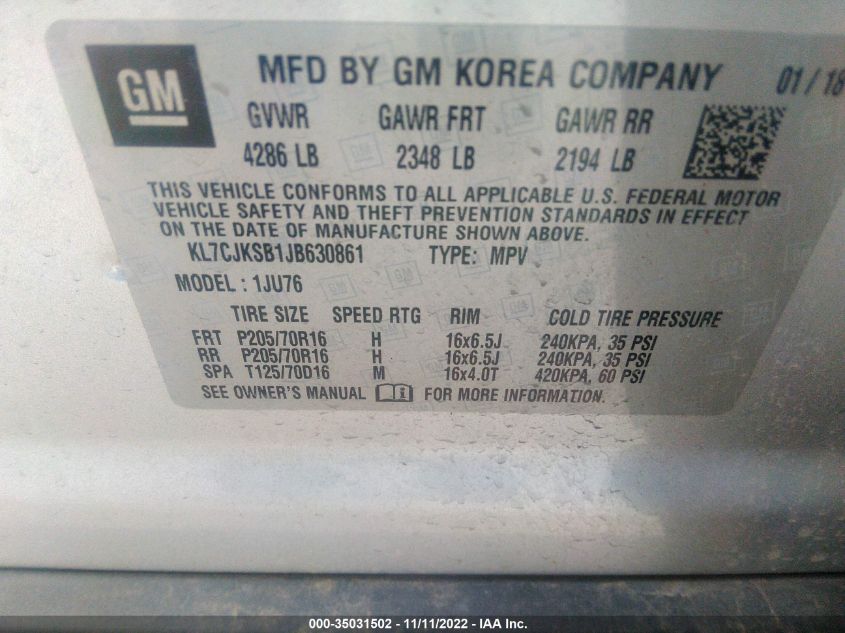 GM
MFD BY GM KOREA COMPANY 01/18
GVWR GAWR FRT GAWR RR
4286 LB 2348 LB 2194 LB
THIS VEHICLE CONFORMS TO ALL APPLICABLE U.S. FEDERAL MOTOR
VEHICLE SAFETY AND THEFT PREVENTION STANDARDS IN EFFECT
ON THE DATE OF MANUFACTURE SHOWN ABOVE.
KL7CJKSB1JB630861 TYPE: MPV
MODEL : 1JU76
TIRE SIZE SPEED RTG RIM COLD TIRE PRESSURE
FRT P205/70R16 H 16x6.5J 240KPA, 35 PSI
RR P205/70R16 H 16x6.5J 240KPA, 35 PSI
SPA T125/70D16 M 16x4.0T 420KPA, 60 PSI
SEE OWNER'S MANUAL i FOR MORE INFORMATION.
000-35031502 - 11/11/2022 - IAA Inc.